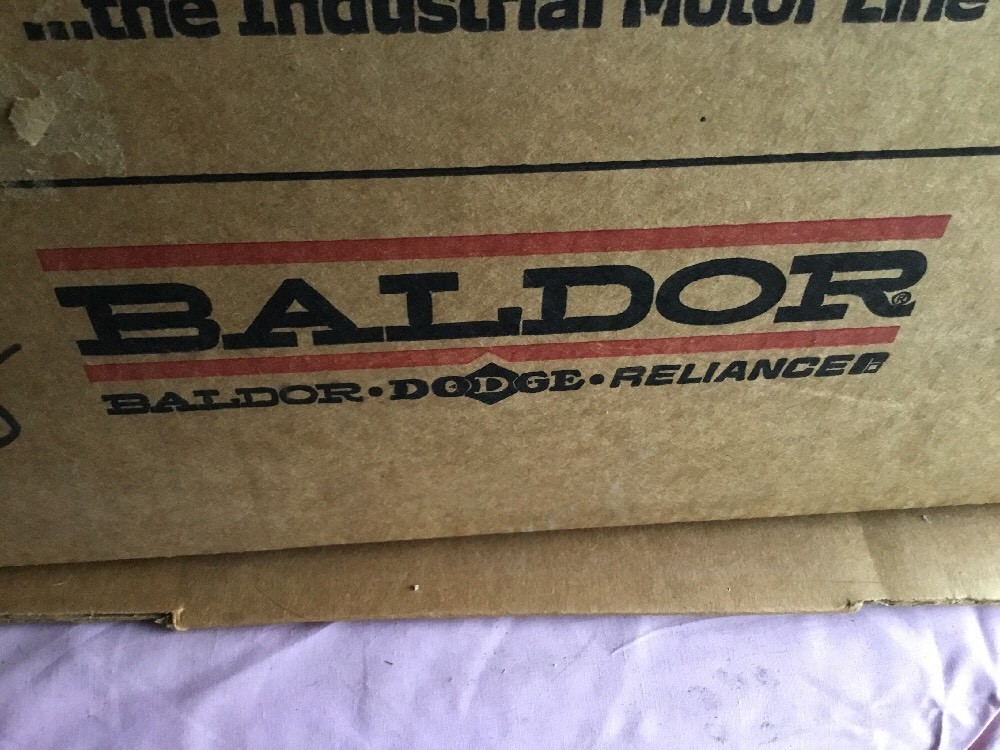 ...the Industrial Motor Line
BALDOR®
BALDOR • DODGE • RELIANCE